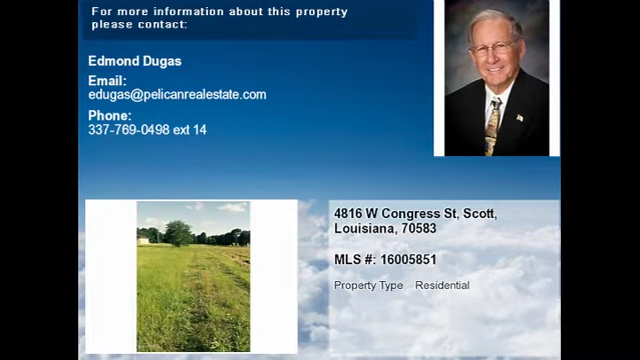 For more information about this property
please contact:
Edmond Dugas
Email:
edugas@pelicanrealestate.com
Phone:
337-769-0498 ext 14
4816 W Congress St, Scott,
Louisiana, 70583
MLS #: 16005851
Property Type Residential